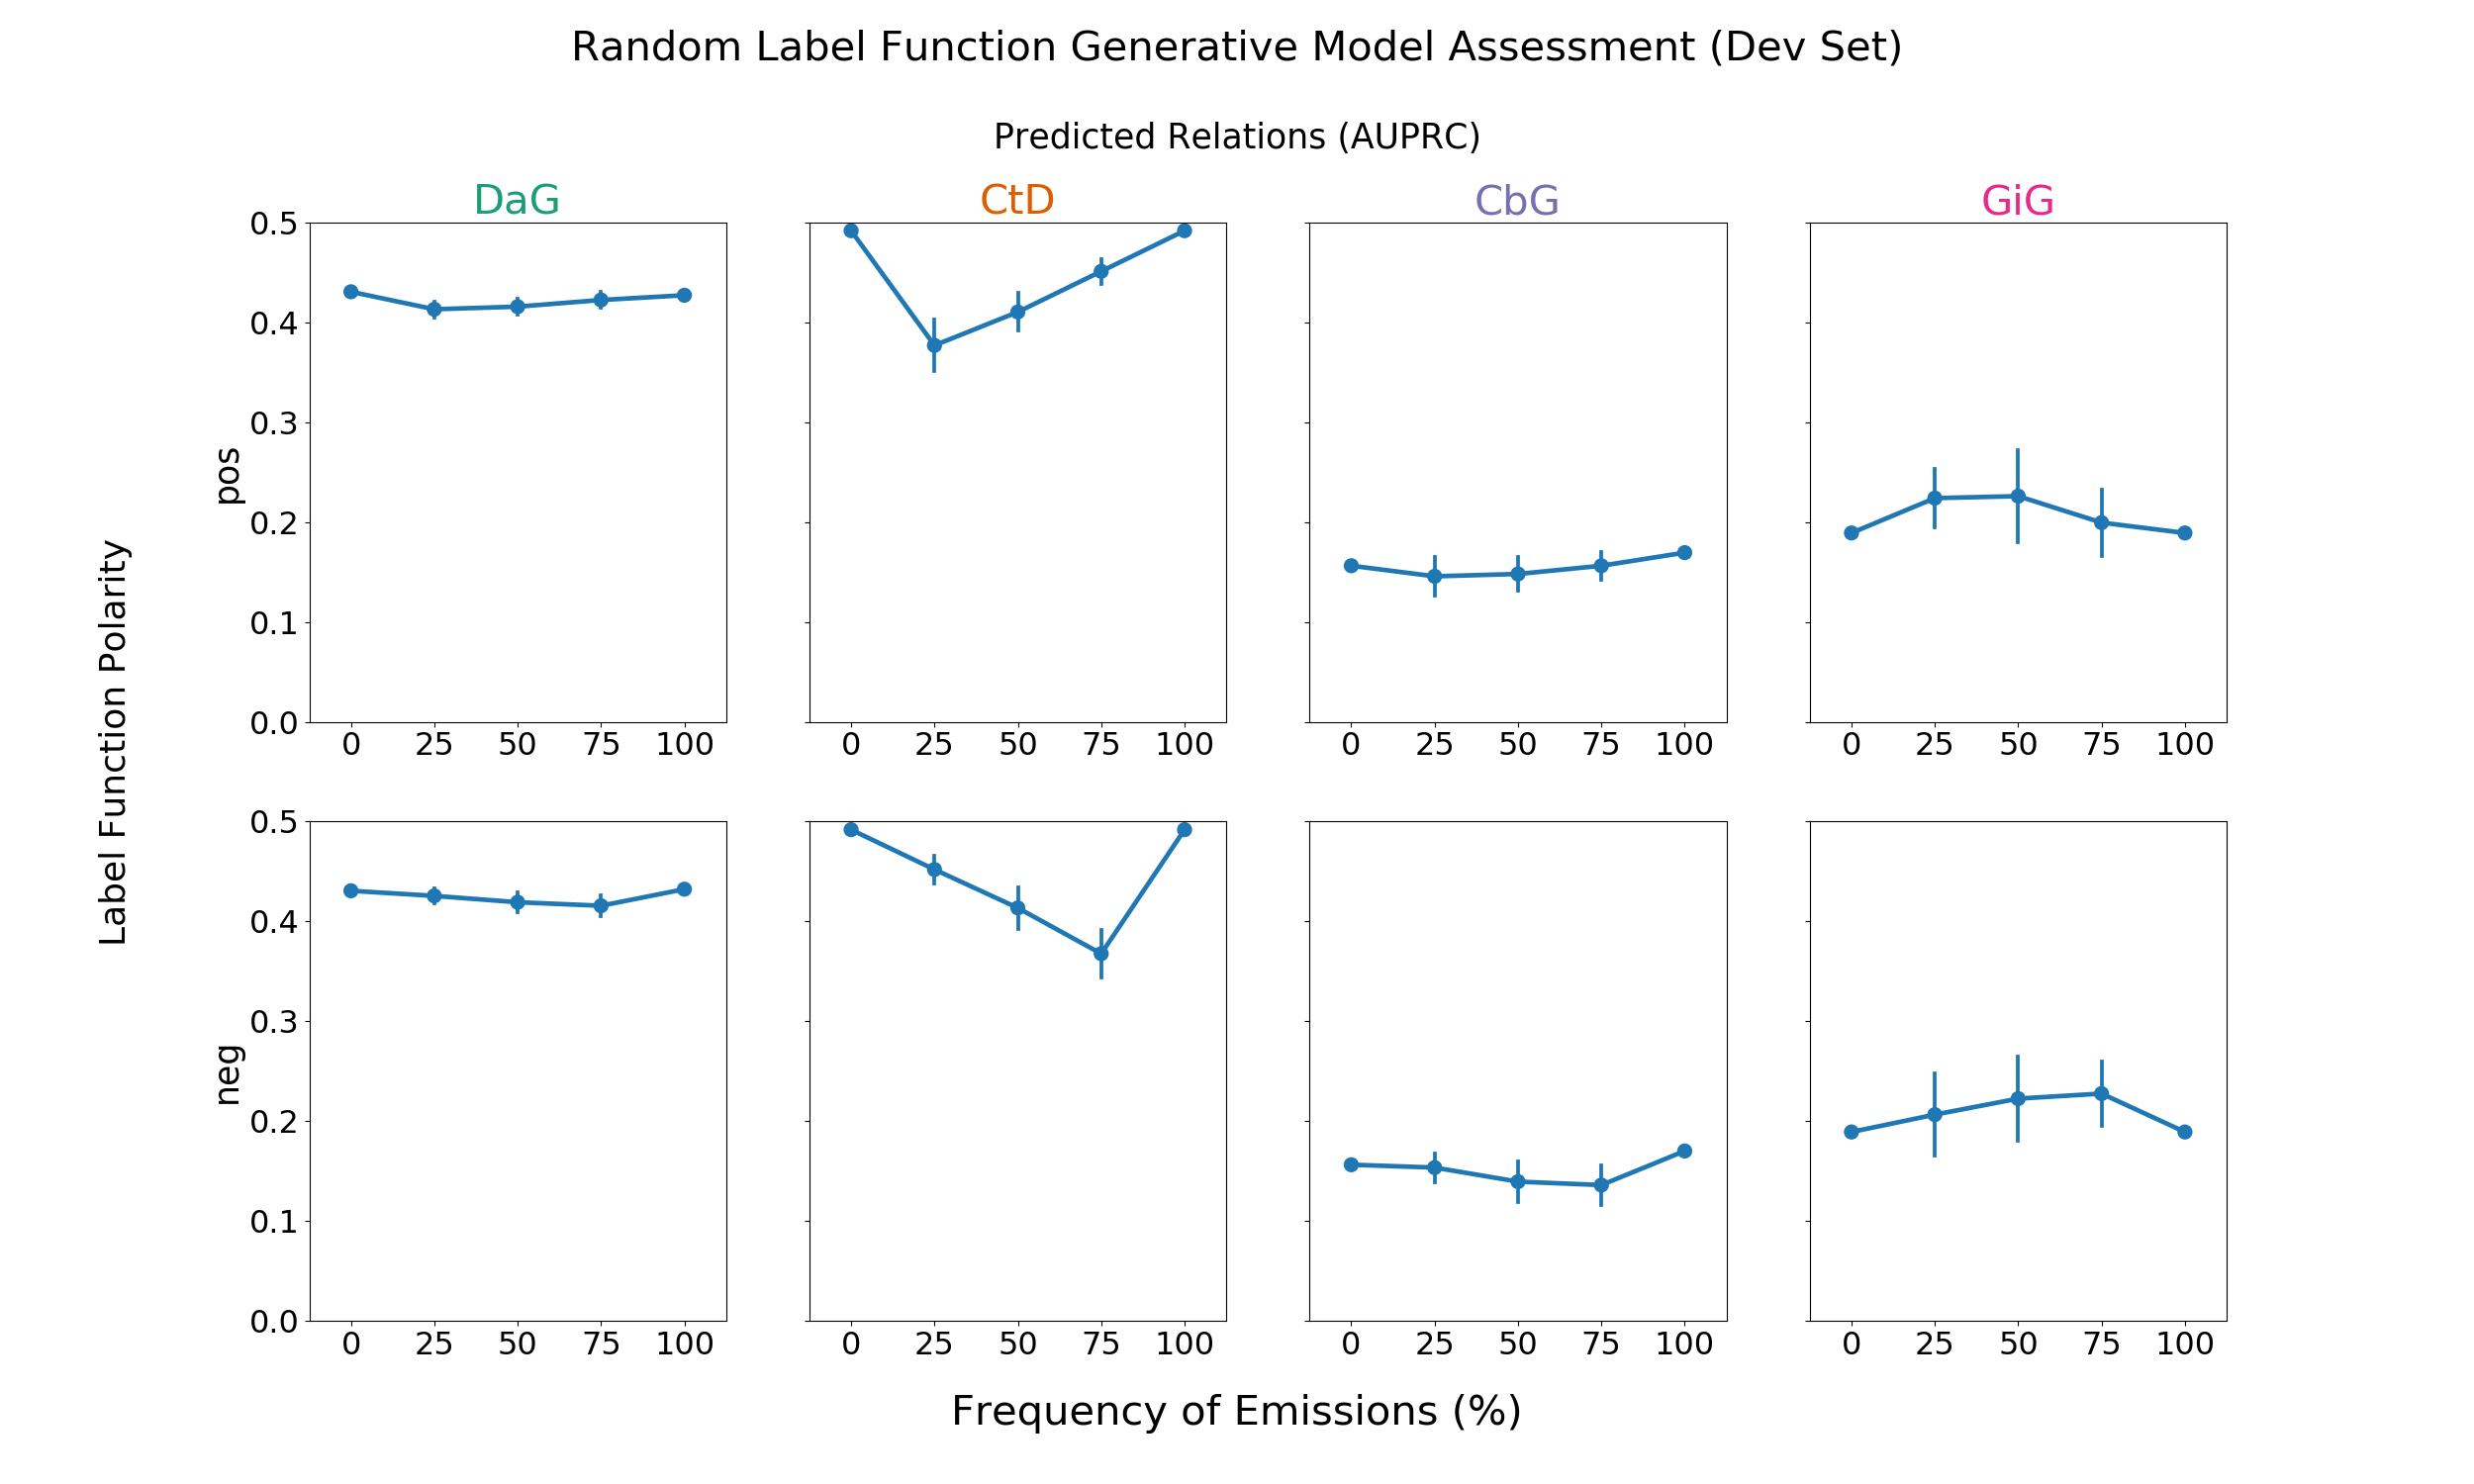 Random Label Function Generative Model Assessment (Dev Set)
Predicted Relations (AUPRC)
DaG CtD CbG GiG
Label Function Polarity
pos
0.5
0.4
0.3
0.2
0.1
0.0
0 25 50 75 100 0 25 50 75 100 0 25 50 75 100 0 25 50 75 100
neg
0.5
0.4
0.3
0.2
0.1
0.0
0 25 50 75 100 0 25 50 75 100 0 25 50 75 100 0 25 50 75 100
Frequency of Emissions (%)